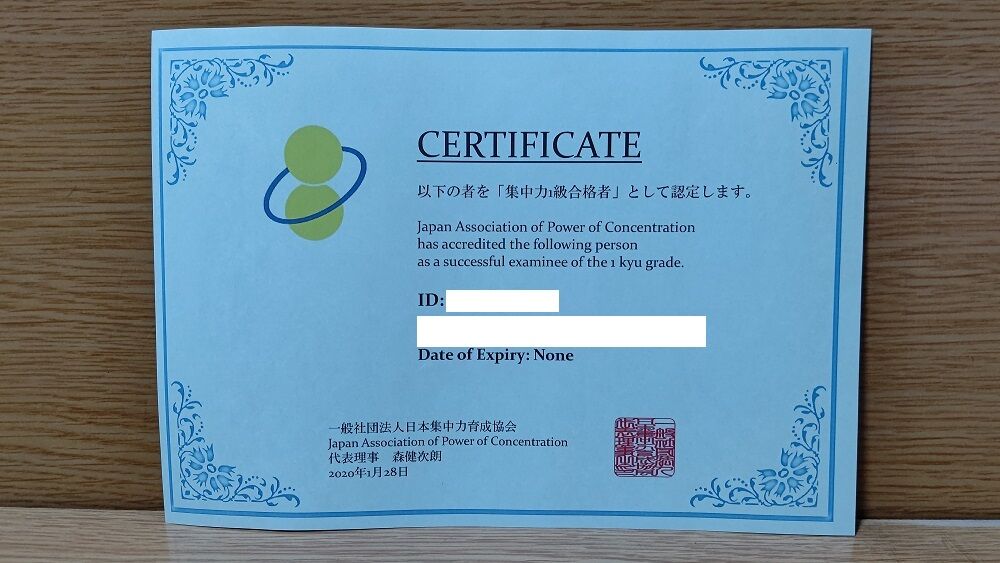 CERTIFICATE
以下の者を「集中力1級合格者」として認定します。
Japan Association of Power of Concentration
has accredited the following person
as a successful examinee of the 1 kyu grade.
ID:
Date of Expiry: None
一般社団法人日本集中力育成協会
Japan Association of Power of Concentration
代表理事 森健次朗
2020年1月28日